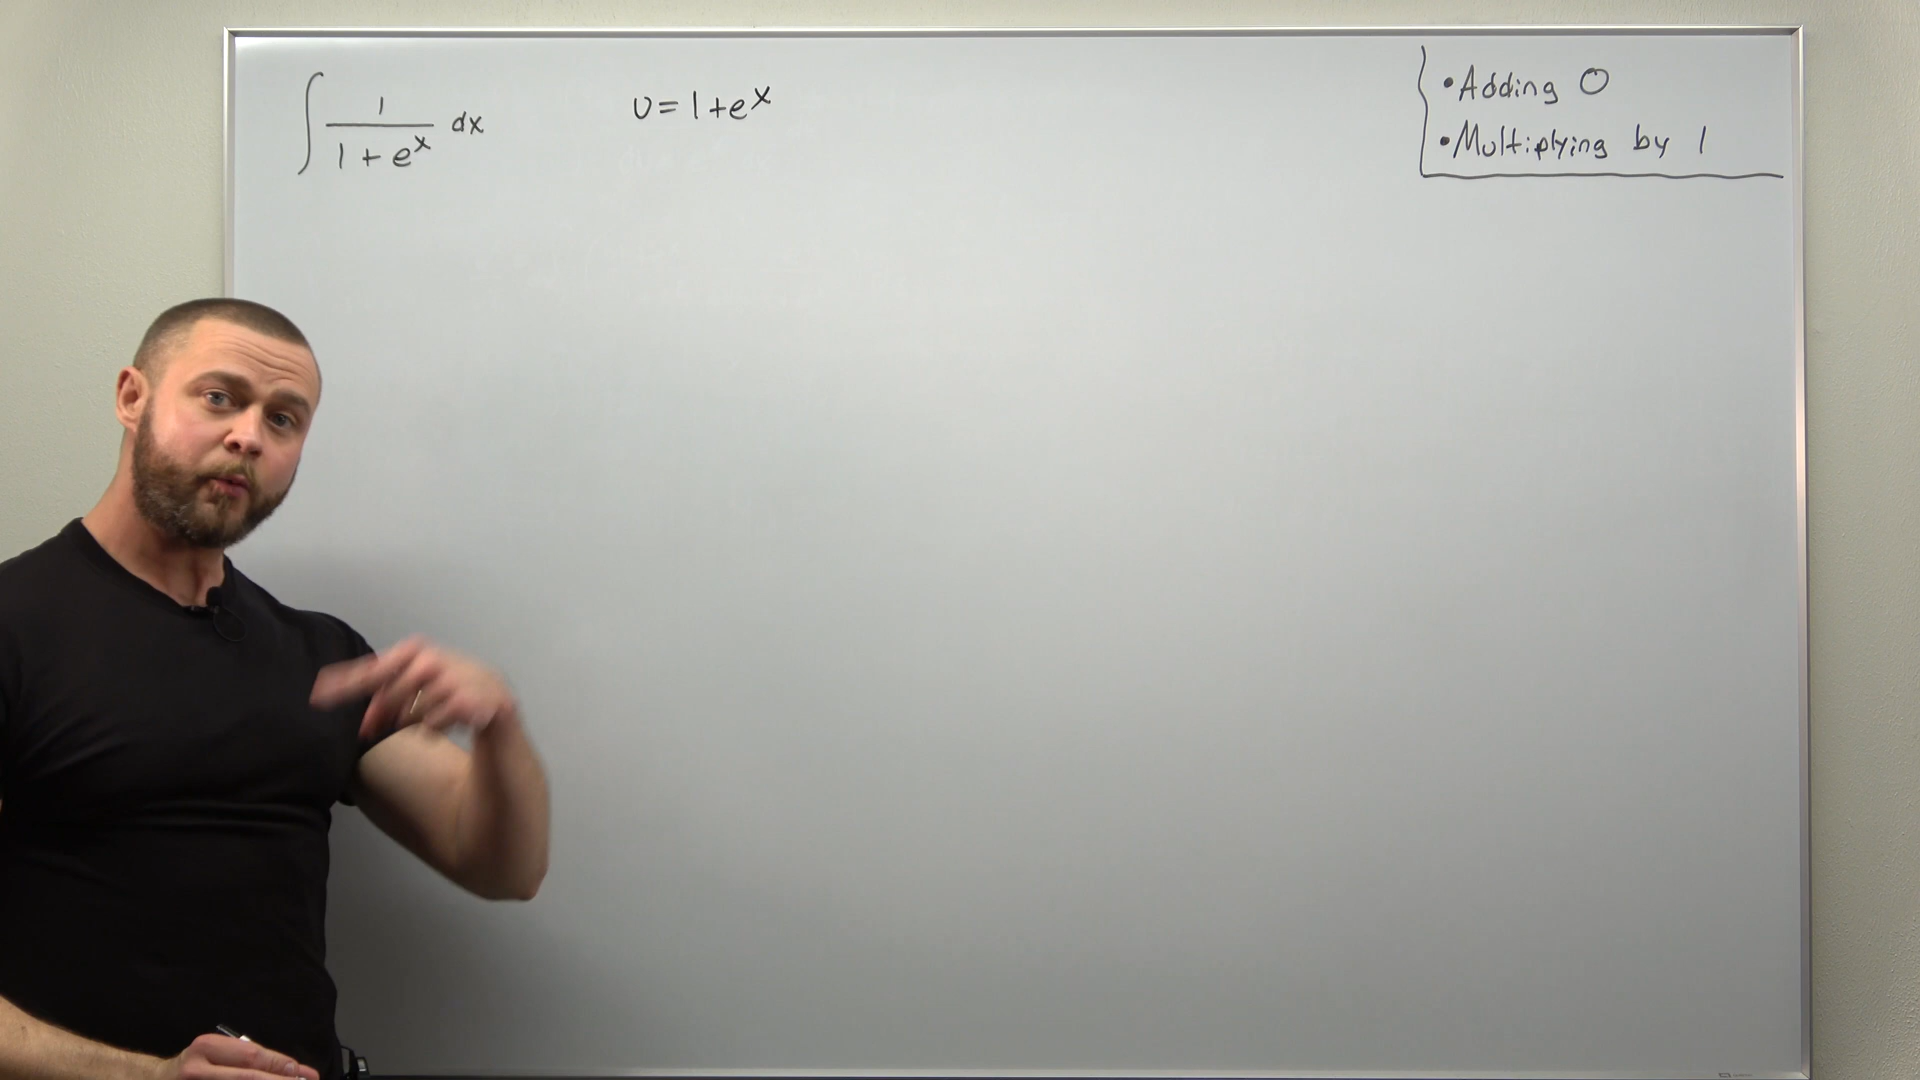 ∫ 1/(1 + e^x) dx
u = 1 + e^x
• Adding 0
• Multiplying by 1